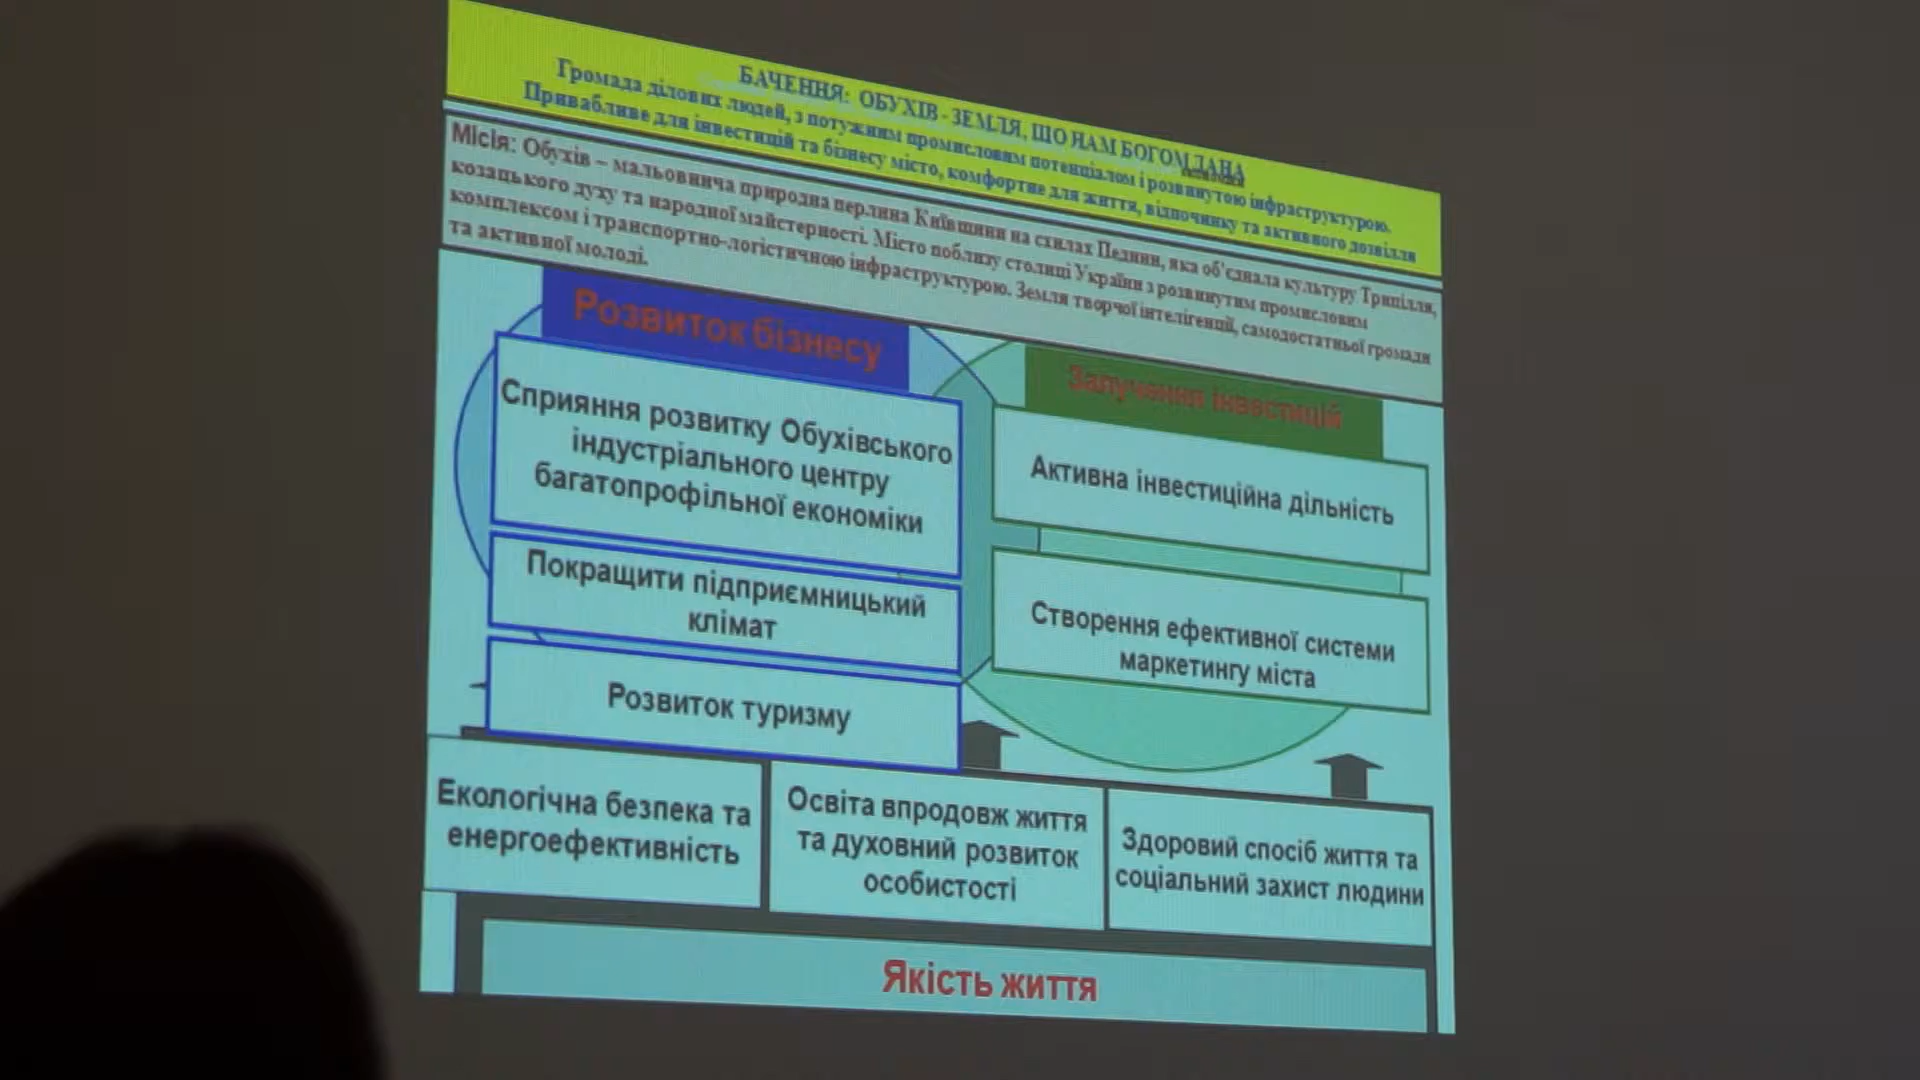 БАЧЕННЯ: ОБУХІВ - ЗЕМЛЯ, ЩО НАМ БОГОМ ДАНА
Громада ділових людей, з потужним промисловим потенціалом і розвинутою інфраструктурою.
Привабливе для інвестицій та бізнесу місто, комфортне для життя, відпочинку та активного дозвілля
Місія: Обухів – мальовнича природна перлина Київщини на схилах Педини, яка об'єднала культуру Трипілля,
козацького духу та народної майстерності. Місто поблизу столиці України з розвинутим промисловим
комплексом і транспортно-логістичною інфраструктурою. Земля творчої інтелігенції, самодостатньої громади
та активної молоді.
Розвиток бізнесу
Сприяння розвитку Обухівського
індустріального центру
багатопрофільної економіки
Покращити підприємницький
клімат
Розвиток туризму
Залучення інвестицій
Активна інвестиційна дільність
Створення ефективної системи
маркетингу міста
Екологічна безпека та
енергоефективність
Освіта впродовж життя
та духовний розвиток
особистості
Здоровий спосіб життя та
соціальний захист людини
Якість життя